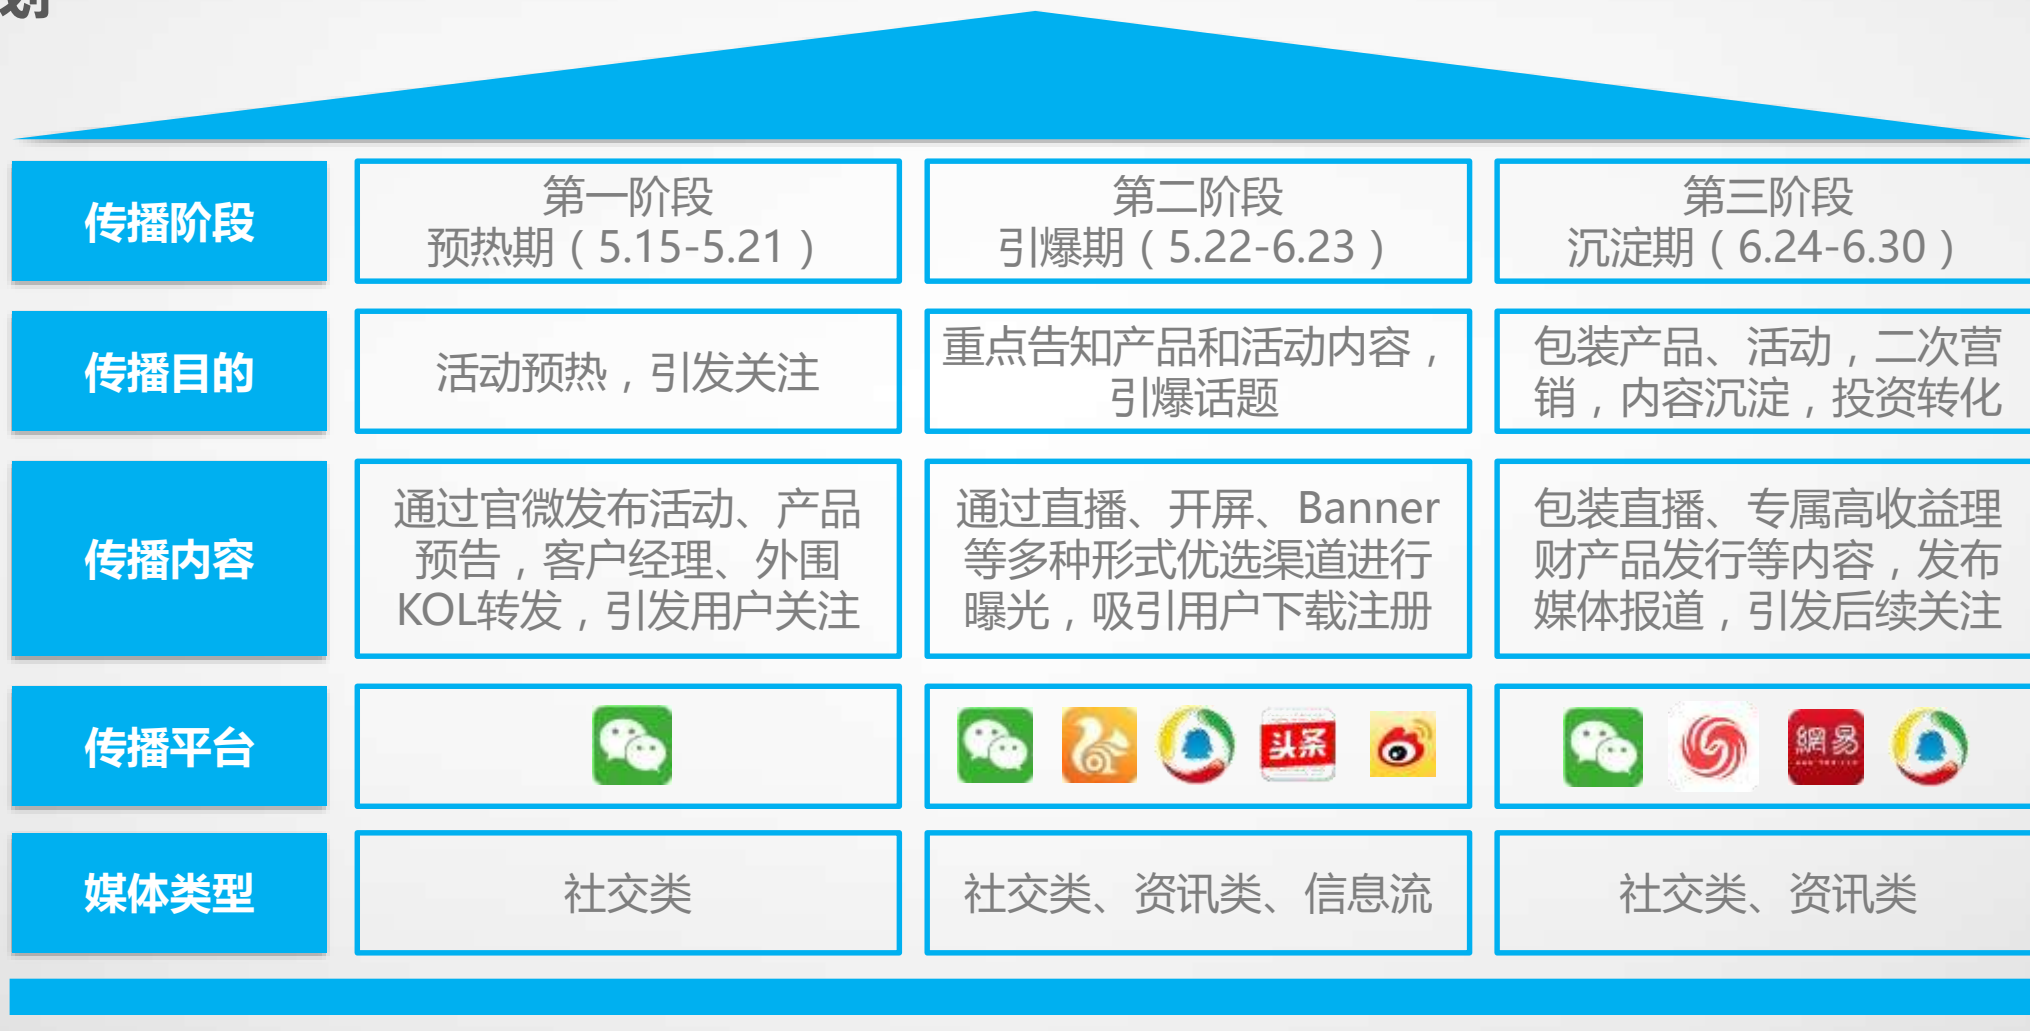 划
传播阶段
第一阶段
预热期（5.15-5.21）
第二阶段
引爆期（5.22-6.23）
第三阶段
沉淀期（6.24-6.30）
传播目的
活动预热，引发关注
重点告知产品和活动内容，
引爆话题
包装产品、活动，二次营
销，内容沉淀，投资转化
传播内容
通过官微发布活动、产品
预告，客户经理、外围
KOL转发，引发用户关注
通过直播、开屏、Banner
等多种形式优选渠道进行
曝光，吸引用户下载注册
包装直播、专属高收益理
财产品发行等内容，发布
媒体报道，引发后续关注
传播平台
头条
網易
媒体类型
社交类
社交类、资讯类、信息流
社交类、资讯类